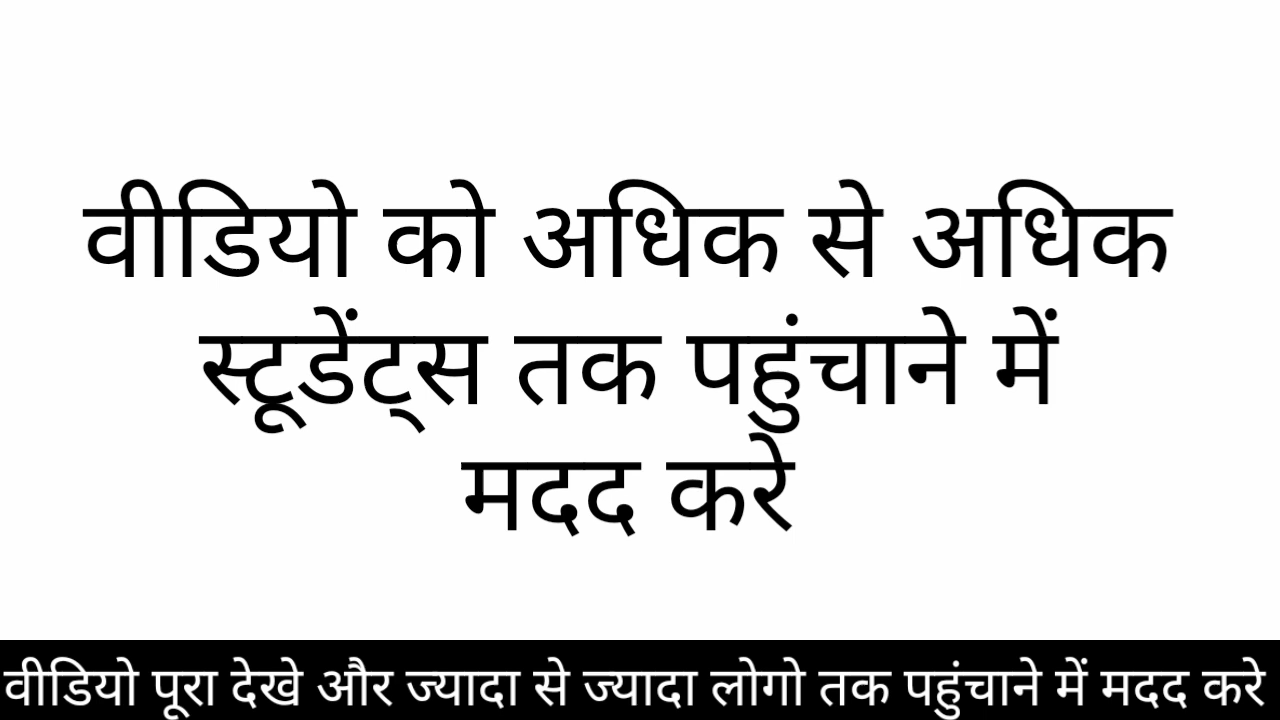 वीडियो को अधिक से अधिक
स्टूडेंट्स तक पहुंचाने में
मदद करे
वीडियो पूरा देखे और ज्यादा से ज्यादा लोगो तक पहुंचाने में मदद करे